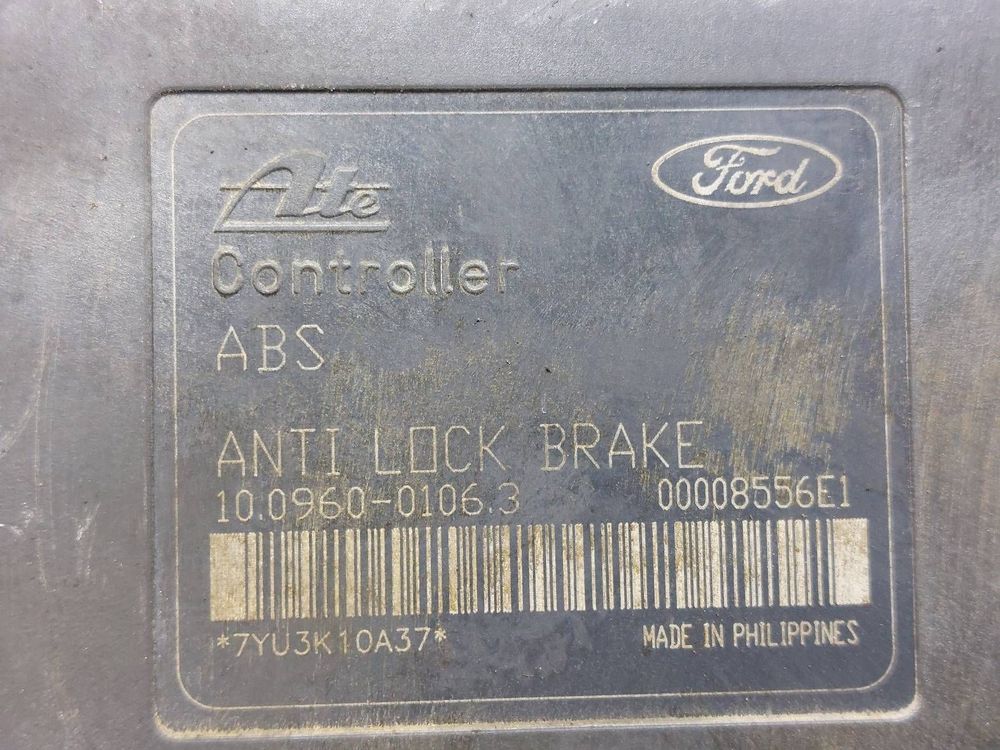 Ate
Ford
Controller
ABS
ANTI LOCK BRAKE
10.0960-0106.3 00008556E1
*7YU3K10A37* MADE IN PHILIPPINES